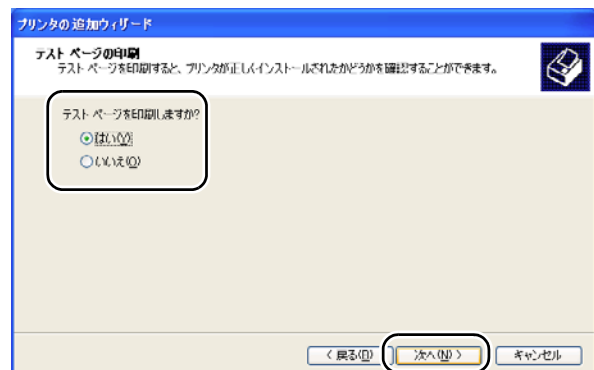 プリンタの追加ウィザード
テスト ページの印刷
テスト ページを印刷すると、プリンタが正しくインストールされたかどうかを確認することができます。
テスト ページを印刷しますか?
はい(Y)
いいえ(O)
< 戻る(B) 次へ(N) > キャンセル